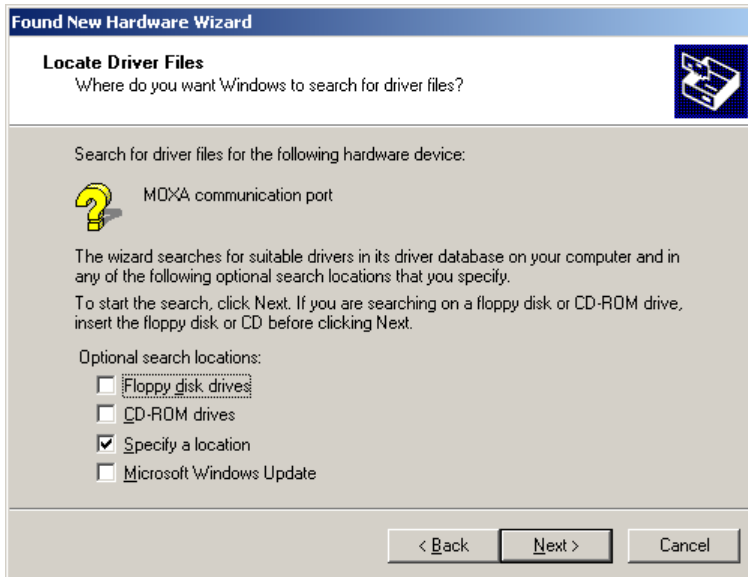 Found New Hardware Wizard
Locate Driver Files
Where do you want Windows to search for driver files?
Search for driver files for the following hardware device:
MOXA communication port
The wizard searches for suitable drivers in its driver database on your computer and in
any of the following optional search locations that you specify.
To start the search, click Next. If you are searching on a floppy disk or CD-ROM drive,
insert the floppy disk or CD before clicking Next.
Optional search locations:
Floppy disk drives
CD-ROM drives
Specify a location
Microsoft Windows Update
< Back Next > Cancel